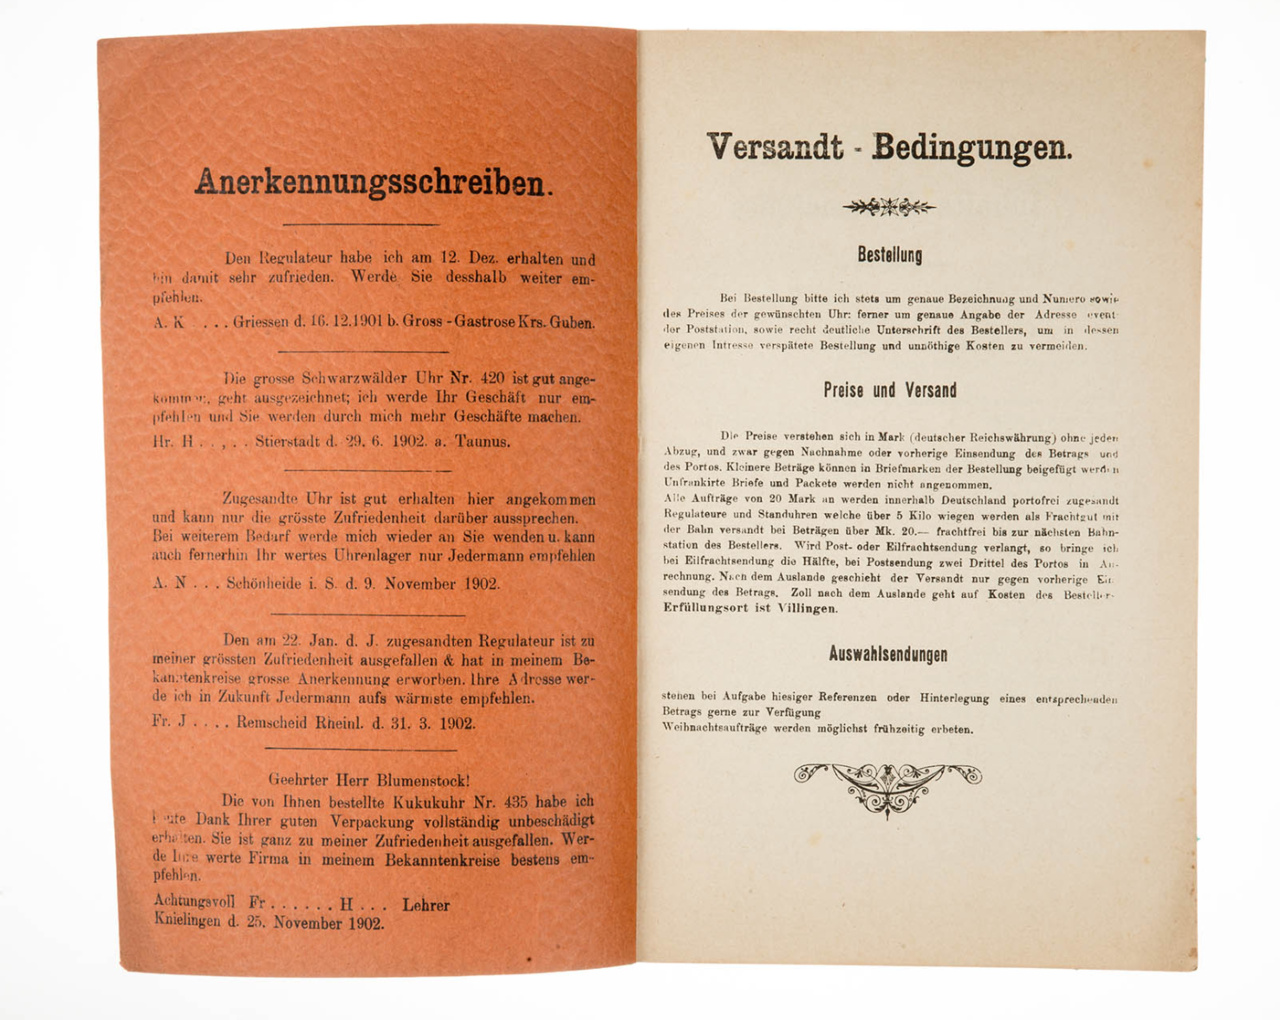 Anerkennungsschreiben.
Den Regulateur habe ich am 12. Dez. erhalten und
bin damit sehr zufrieden. Werde Sie desshalb weiter em-
pfehlen.
A. K . . . Griessen d. 16. 12. 1901 b. Gross - Gastrose Krs. Guben.
Die grosse Schwarzwälder Uhr Nr. 420 ist gut ange-
kommen, geht ausgezeichnet; ich werde Ihr Geschäft nur em-
pfehlen und Sie werden durch mich mehr Geschäfte machen.
Hr. H . . , . . Stierstadt d. 29. 6. 1902. a. Taunus.
Zugesandte Uhr ist gut erhalten hier angekommen
und kann nur die grösste Zufriedenheit darüber aussprechen.
Bei weiterem Bedarf werde mich wieder an Sie wenden u. kann
auch fernerhin Ihr wertes Uhrenlager nur Jedermann empfehlen
A. N . . . Schönheide i. S. d. 9. November 1902.
Den am 22. Jan. d. J. zugesandten Regulateur ist zu
meiner grössten Zufriedenheit ausgefallen & hat in meinem Be-
kanntenkreise grosse Anerkennung erworben. Ihre Adresse wer-
de ich in Zukunft Jedermann aufs wärmste empfehlen.
Fr. J . . . . Remscheid Rheinl. d. 31. 3. 1902.
Geehrter Herr Blumenstock!
Die von Ihnen bestellte Kukukuhr Nr. 435 habe ich
heute Dank Ihrer guten Verpackung vollständig unbeschädigt
erhalten. Sie ist ganz zu meiner Zufriedenheit ausgefallen. Wer-
de Ihre werte Firma in meinem Bekanntenkreise bestens em-
pfehlen.
Achtungsvoll Fr . . . . . . H . . . Lehrer
Knielingen d. 25. November 1902.
Versandt - Bedingungen.
Bestellung
Bei Bestellung bitte ich stets um genaue Bezeichnung und Numero sowie
des Preises der gewünschten Uhr: ferner um genaue Angabe der Adresse event
der Poststation, sowie recht deutliche Unterschrift des Bestellers, um in dessen
eigenen Intresse verspätete Bestellung und unnöthige Kosten zu vermeiden.
Preise und Versand
Die Preise verstehen sich in Mark (deutscher Reichswährung) ohne jeden
Abzug, und zwar gegen Nachnahme oder vorherige Einsendung des Betrags und
des Portos. Kleinere Beträge können in Briefmarken der Bestellung beigefügt werden
Unfrankirte Briefe und Packete werden nicht angenommen.
Alle Aufträge von 20 Mark an werden innerhalb Deutschland portofrei zugesandt
Regulateure und Standuhren welche über 5 Kilo wiegen werden als Frachtgut mit
der Bahn versandt bei Beträgen über Mk. 20.— frachtfrei bis zur nächsten Bahn-
station des Bestellers. Wird Post- oder Eilfrachtsendung verlangt, so bringe ich
bei Eilfrachtsendung die Hälfte, bei Postsendung zwei Drittel des Portos in An-
rechnung. Nach dem Auslande geschieht der Versandt nur gegen vorherige Ein
sendung des Betrags. Zoll nach dem Auslande geht auf Kosten des Besteller-
Erfüllungsort ist Villingen.
Auswahlsendungen
stenen bei Aufgabe hiesiger Referenzen oder Hinterlegung eines entsprechenden
Betrags gerne zur Verfügung
Weihnachtsaufträge werden möglichst frühzeitig erbeten.